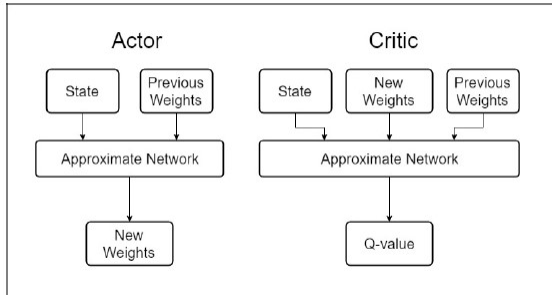 Actor
Critic
State
Previous
Weights
State
New
Weights
Previous
Weights
Approximate Network
Approximate Network
New
Weights
Q-value